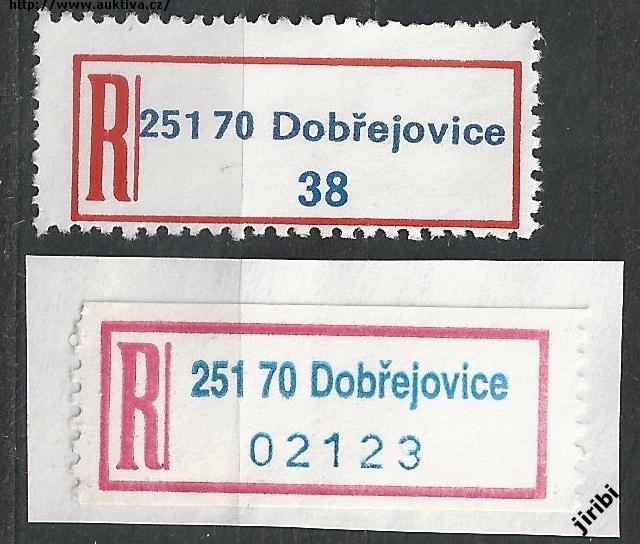 http://www.auktiva.cz/
R 251 70 Dobřejovice
38
R 251 70 Dobřejovice
02123
jiribi